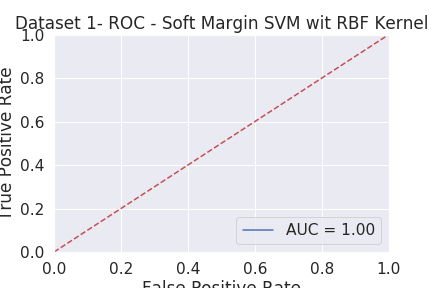 Dataset 1- ROC - Soft Margin SVM wit RBF Kernel
True Positive Rate
1.0
0.8
0.6
0.4
0.2
0.0
AUC = 1.00
0.0 0.2 0.4 0.6 0.8 1.0
False Positive Rate